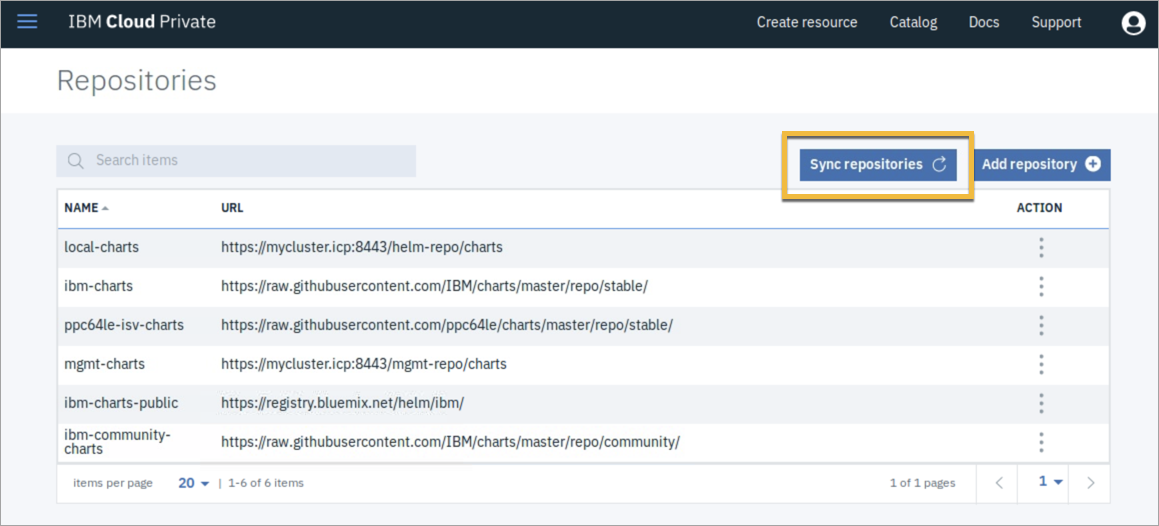 IBM Cloud Private Create resource Catalog Docs Support
Repositories
Search items
Sync repositories Add repository
NAME URL ACTION
local-charts https://mycluster.icp:8443/helm-repo/charts
ibm-charts https://raw.githubusercontent.com/IBM/charts/master/repo/stable/
ppc64le-isv-charts https://raw.githubusercontent.com/ppc64le/charts/master/repo/stable/
mgmt-charts https://mycluster.icp:8443/mgmt-repo/charts
ibm-charts-public https://registry.bluemix.net/helm/ibm/
ibm-community-
charts https://raw.githubusercontent.com/IBM/charts/master/repo/community/
items per page 20 | 1-6 of 6 items 1 of 1 pages 1